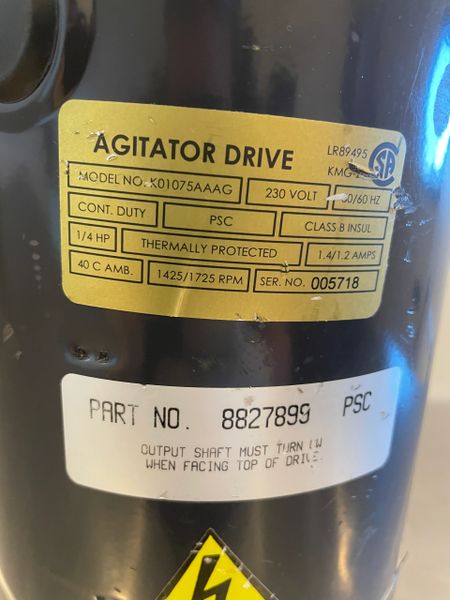 AGITATOR DRIVE
LR89495
MODEL NO. K01075AAAG 230 VOLT 50/60 HZ
CONT. DUTY PSC CLASS B INSUL
1/4 HP THERMALLY PROTECTED 1.4/1.2 AMPS
40 C AMB. 1425/1725 RPM SER. NO. 005718
PART NO. 8827899 PSC
OUTPUT SHAFT MUST TURN
WHEN FACING TOP OF DRIVE